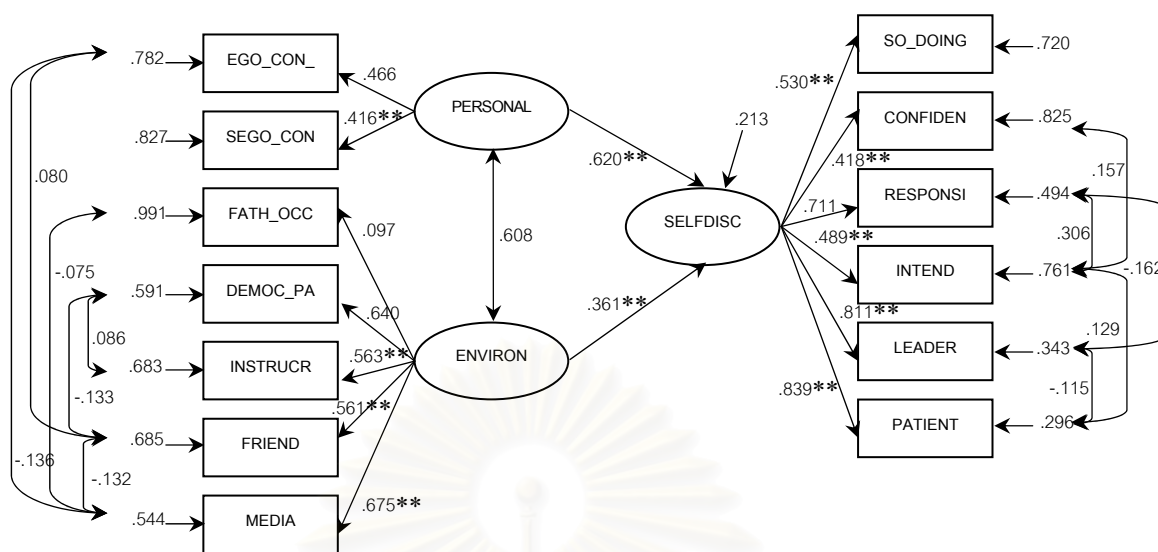 .782 EGO_CON_ .466
.827 SEGO_CON .416**
PERSONAL
.620**
.213
.080
.991 FATH_OCC .097
.608
SELFDISC
-.075
.591 DEMOC_PA .640
.361**
.086
.683 INSTRUCR .563**
ENVIRON
-.133
.561**
.685 FRIEND
-.136
-.132
.675**
.544 MEDIA
SO_DOING .720
.530**
CONFIDEN .825
.418**
.157
RESPONSI .494
.711
.489**
.306
INTEND .761
-.162
.811**
.129
LEADER .343
.839**
-.115
PATIENT .296